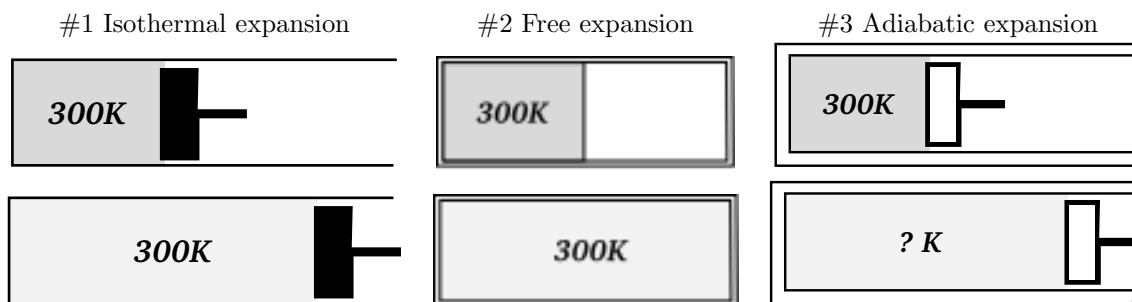 #1 Isothermal expansion
#2 Free expansion
#3 Adiabatic expansion
300K
300K
300K
300K
300K
? K